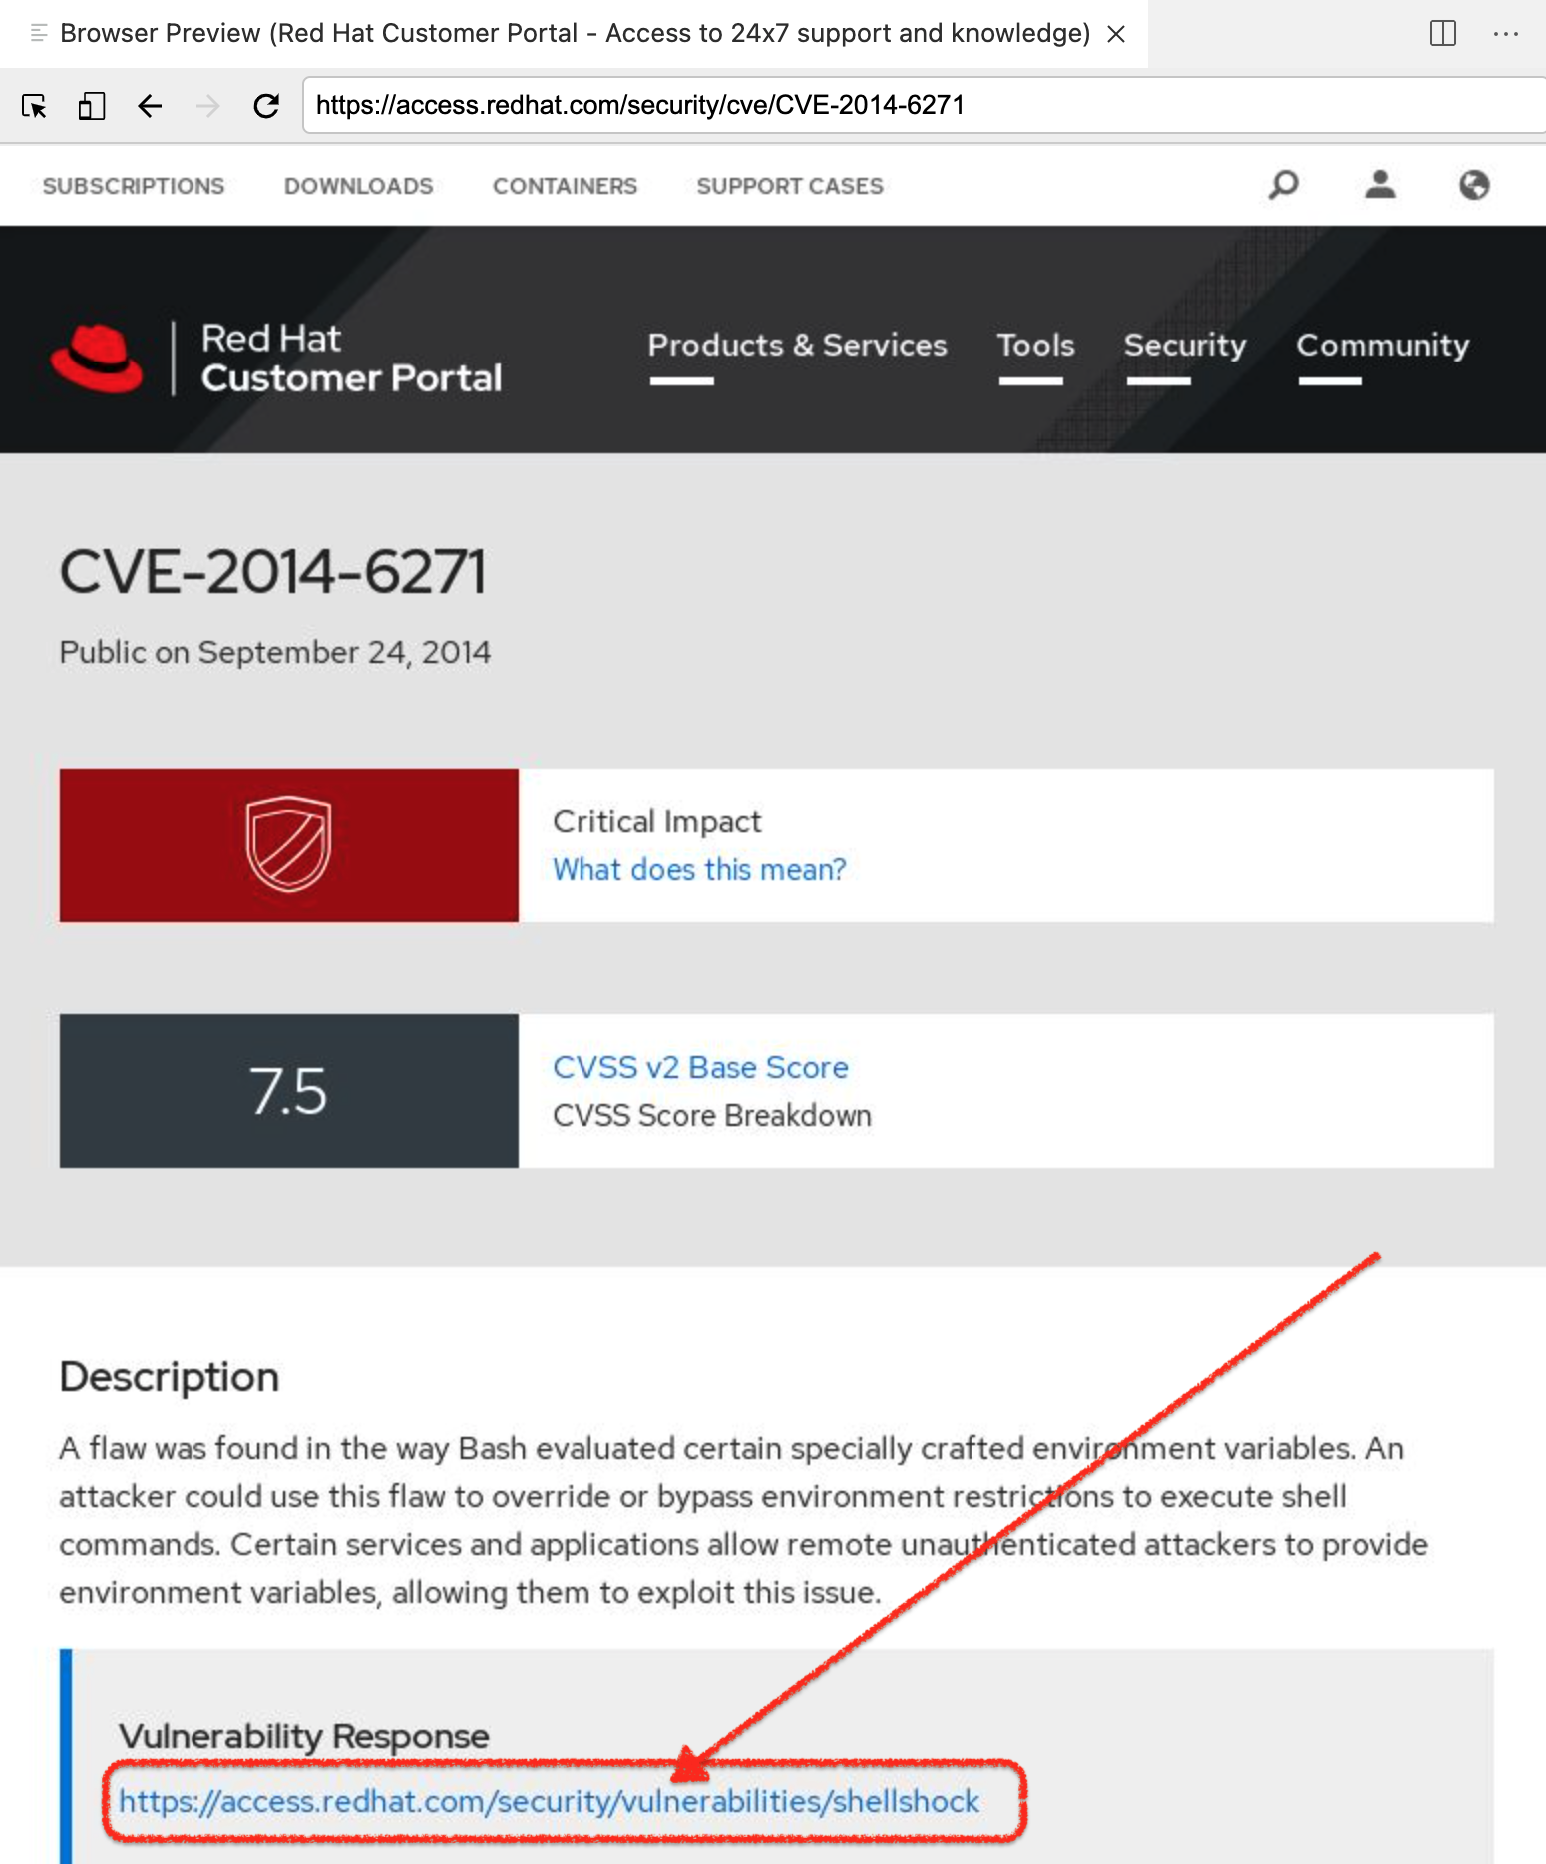 Browser Preview (Red Hat Customer Portal - Access to 24x7 support and knowledge)
https://access.redhat.com/security/cve/CVE-2014-6271
SUBSCRIPTIONS DOWNLOADS CONTAINERS SUPPORT CASES
Red Hat
Customer Portal
Products & Services Tools Security Community
CVE-2014-6271
Public on September 24, 2014
Critical Impact
What does this mean?
7.5
CVSS v2 Base Score
CVSS Score Breakdown
Description
A flaw was found in the way Bash evaluated certain specially crafted environment variables. An
attacker could use this flaw to override or bypass environment restrictions to execute shell
commands. Certain services and applications allow remote unauthenticated attackers to provide
environment variables, allowing them to exploit this issue.
Vulnerability Response
https://access.redhat.com/security/vulnerabilities/shellshock